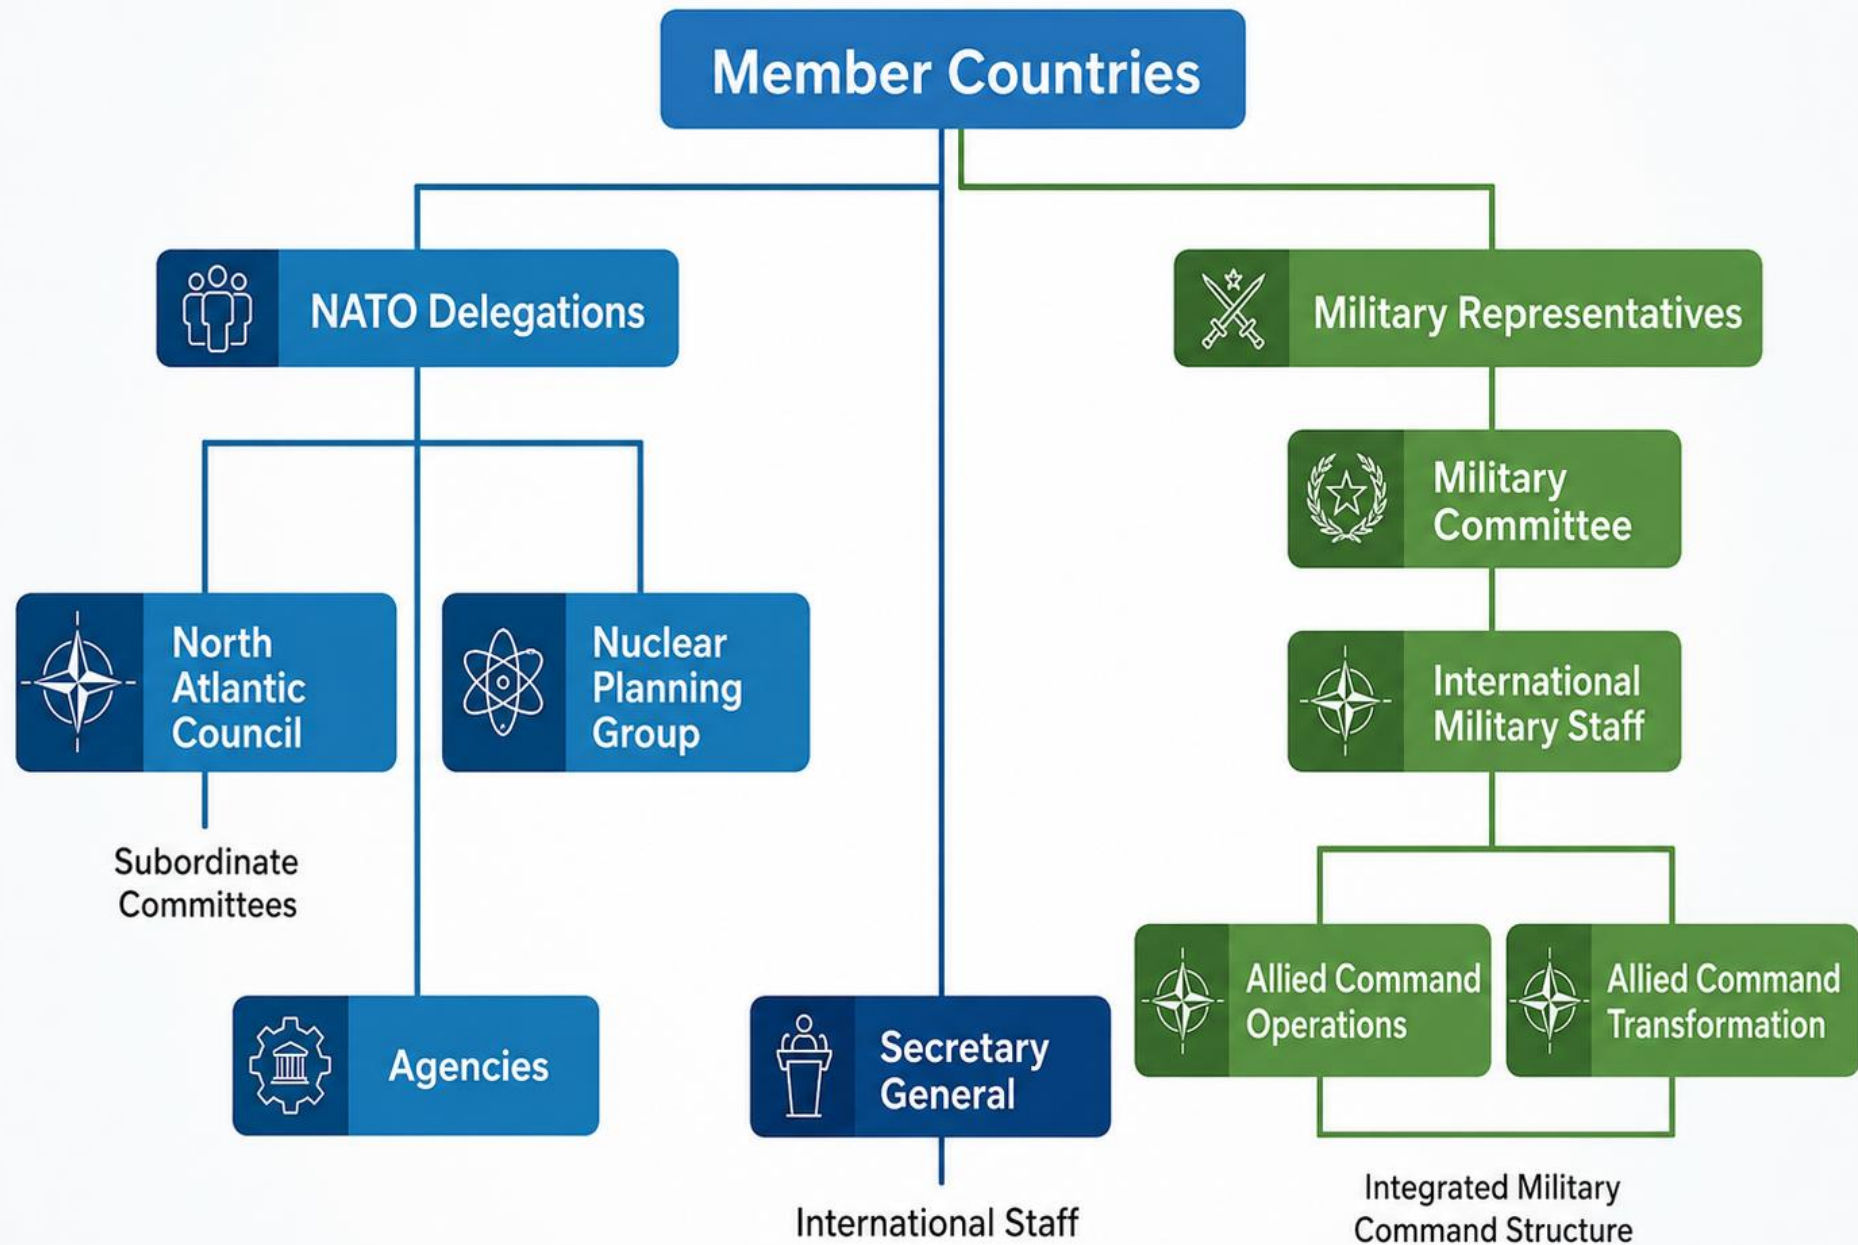 Member Countries
NATO Delegations
Military Representatives
Military
Committee
North
Atlantic
Council
Nuclear
Planning
Group
International
Military Staff
Subordinate
Committees
Allied Command
Operations
Allied Command
Transformation
Agencies
Secretary
General
International Staff
Integrated Military
Command Structure